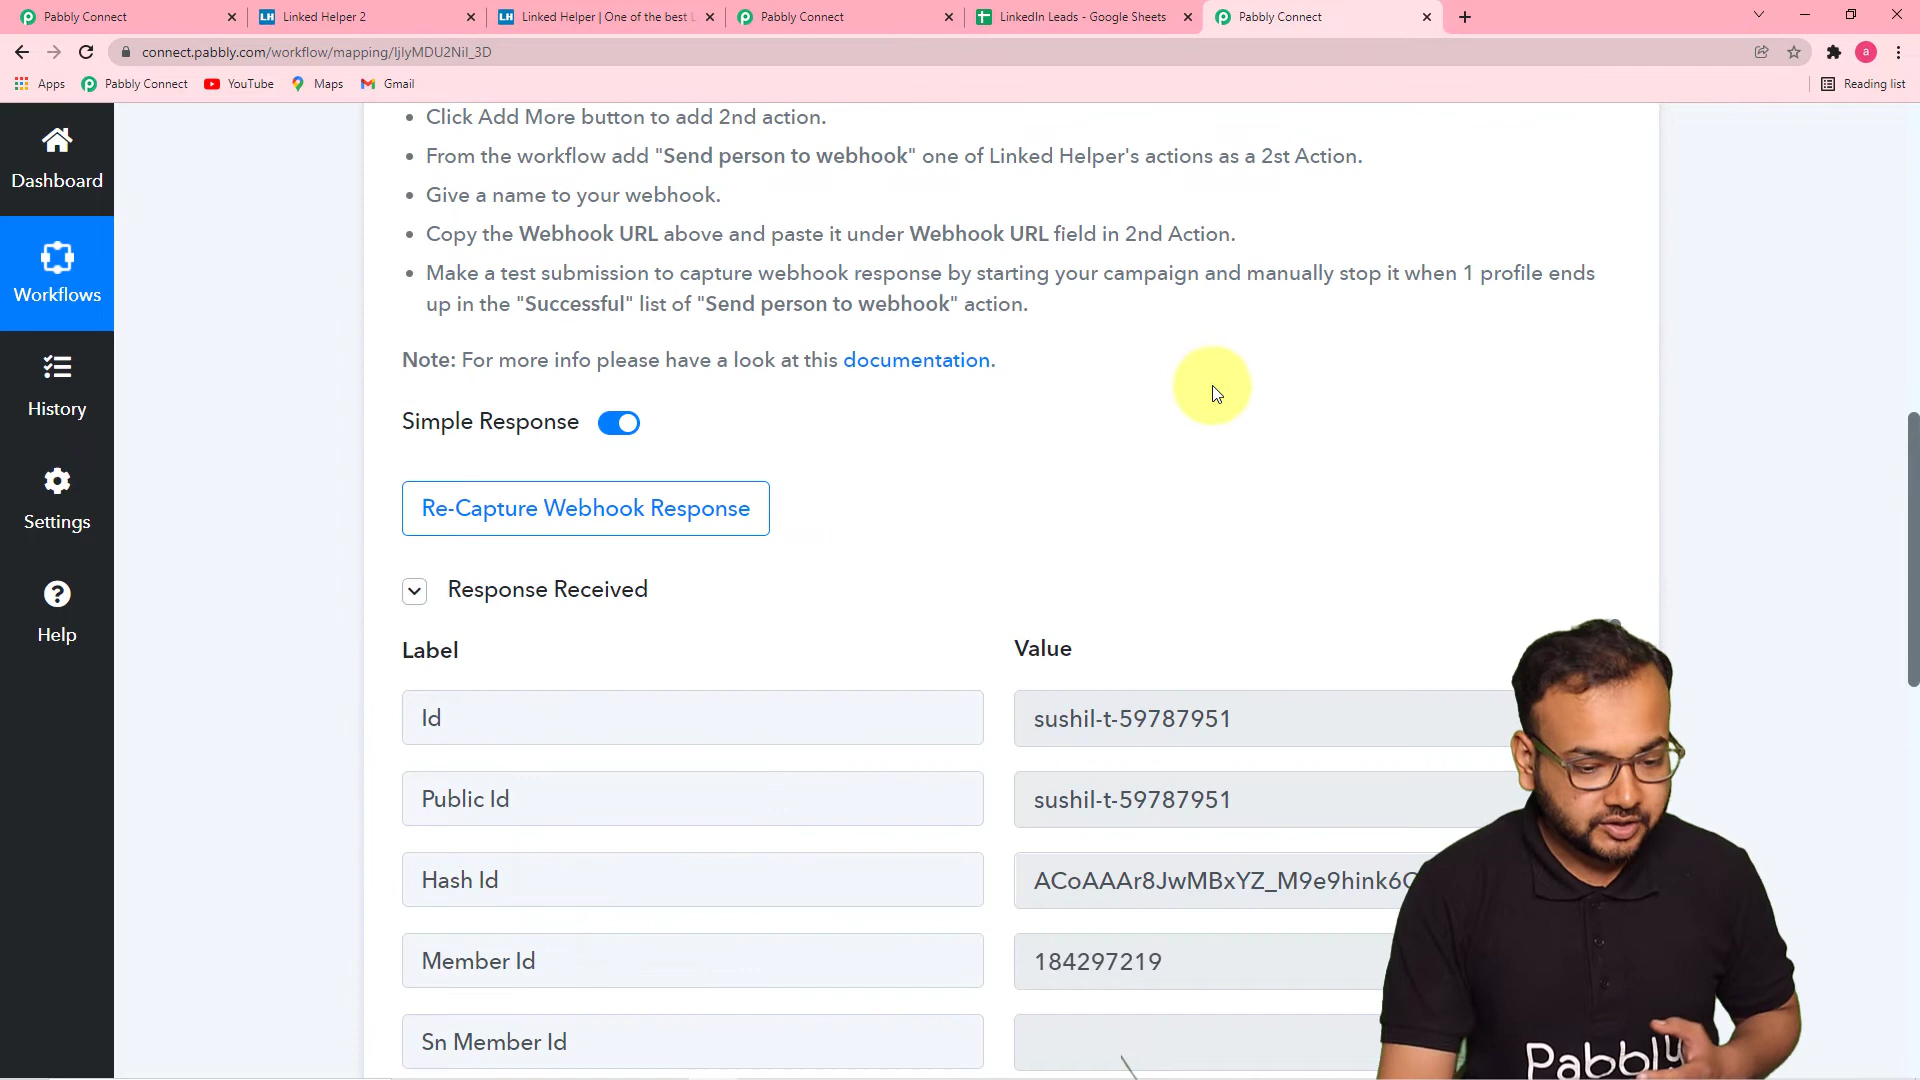 Pabbly Connect
Linked Helper 2
Linked Helper | One of the best L
Pabbly Connect
LinkedIn Leads - Google Sheets
Pabbly Connect
connect.pabbly.com/workflow/mapping/IjIyMDU2NiI_3D
a
Apps
Pabbly Connect
YouTube
Maps
Gmail
Reading list
Dashboard
Workflows
History
Settings
Help
• Click Add More button to add 2nd action.
• From the workflow add "Send person to webhook" one of Linked Helper's actions as a 2st Action.
• Give a name to your webhook.
• Copy the Webhook URL above and paste it under Webhook URL field in 2nd Action.
• Make a test submission to capture webhook response by starting your campaign and manually stop it when 1 profile ends
up in the "Successful" list of "Send person to webhook" action.
Note: For more info please have a look at this documentation.
Simple Response
Re-Capture Webhook Response
Response Received
Label
Value
Id
sushil-t-59787951
Public Id
sushil-t-59787951
Hash Id
ACoAAAr8JwMBxYZ_M9e9hink6
Member Id
184297219
Sn Member Id
Pabbly